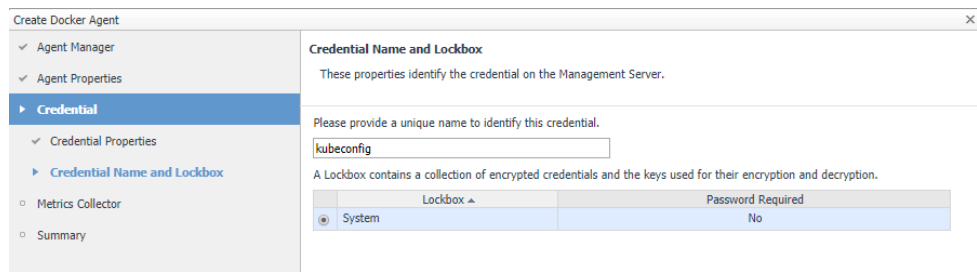 Create Docker Agent
Agent Manager
Agent Properties
Credential
Credential Properties
Credential Name and Lockbox
Metrics Collector
Summary
Credential Name and Lockbox
These properties identify the credential on the Management Server.
Please provide a unique name to identify this credential.
kubeconfig
A Lockbox contains a collection of encrypted credentials and the keys used for their encryption and decryption.
Lockbox Password Required
System No